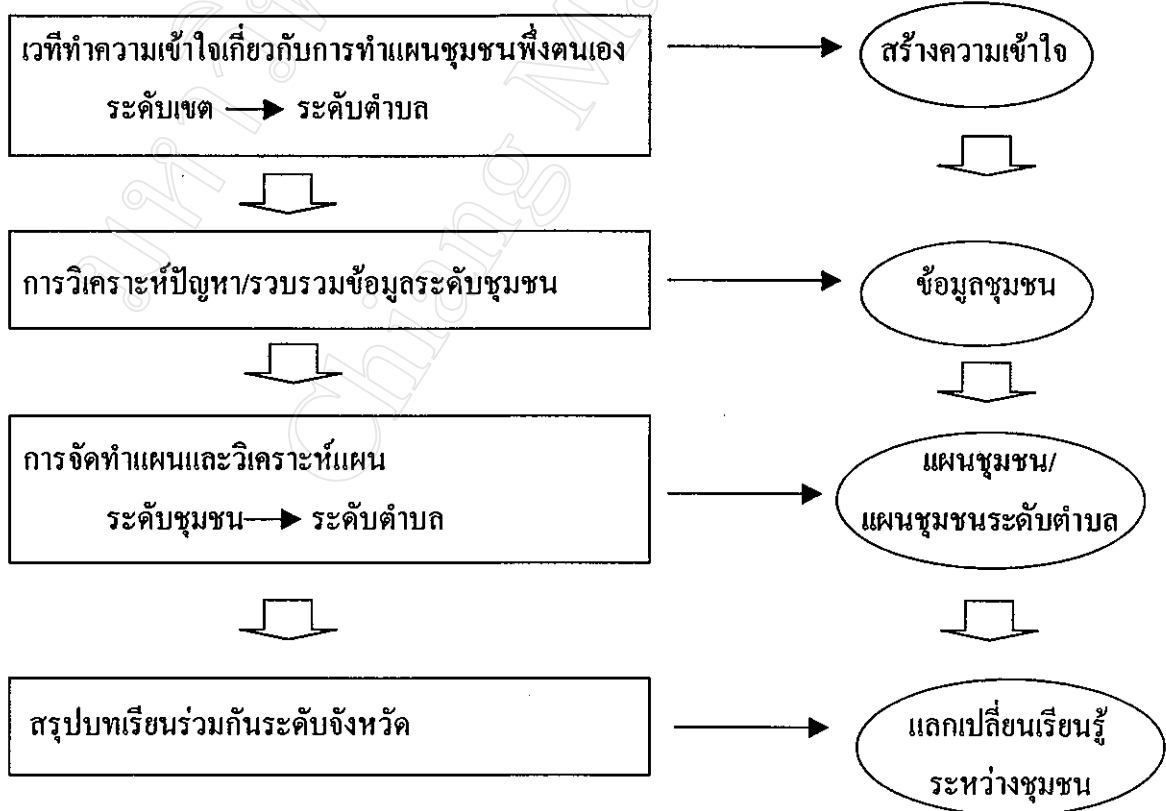 เวทีทำความเข้าใจเกี่ยวกับการทำแผนชุมชนพึ่งตนเอง
ระดับเขต → ระดับตำบล
สร้างความเข้าใจ
การวิเคราะห์ปัญหา/รวบรวมข้อมูลระดับชุมชน
ข้อมูลชุมชน
การจัดทำแผนและวิเคราะห์แผน
ระดับชุมชน → ระดับตำบล
แผนชุมชน/
แผนชุมชนระดับตำบล
สรุปบทเรียนร่วมกันระดับจังหวัด
แลกเปลี่ยนเรียนรู้
ระหว่างชุมชน
Chiang